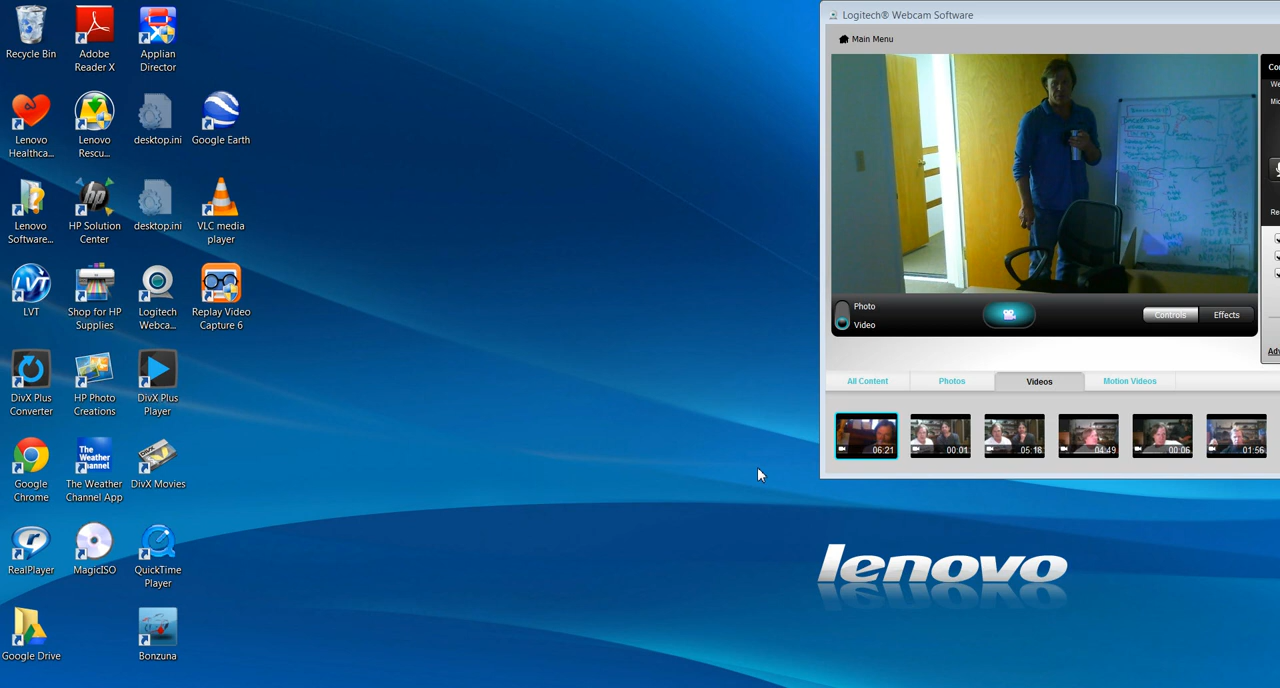 Recycle Bin
Adobe
Reader X
Applian
Director
Lenovo
Healthca...
Lenovo
Rescu...
desktop.ini
Google Earth
Lenovo
Software...
HP Solution
Center
desktop.ini
VLC media
player
LVT
LVT
Shop for HP
Supplies
Logitech
Webca...
Replay Video
Capture 6
DivX Plus
Converter
HP Photo
Creations
DivX Plus
Player
Google
Chrome
The
Weather
Channel
The Weather
Channel App
DivX Movies
RealPlayer
MagicISO
QuickTime
Player
Google Drive
Bonzuna
Logitech® Webcam Software
Main Menu
Photo
Video
Controls
Effects
All Content
Photos
Videos
Motion Videos
06:21
00:01
05:18
04:49
00:06
01:56
lenovo